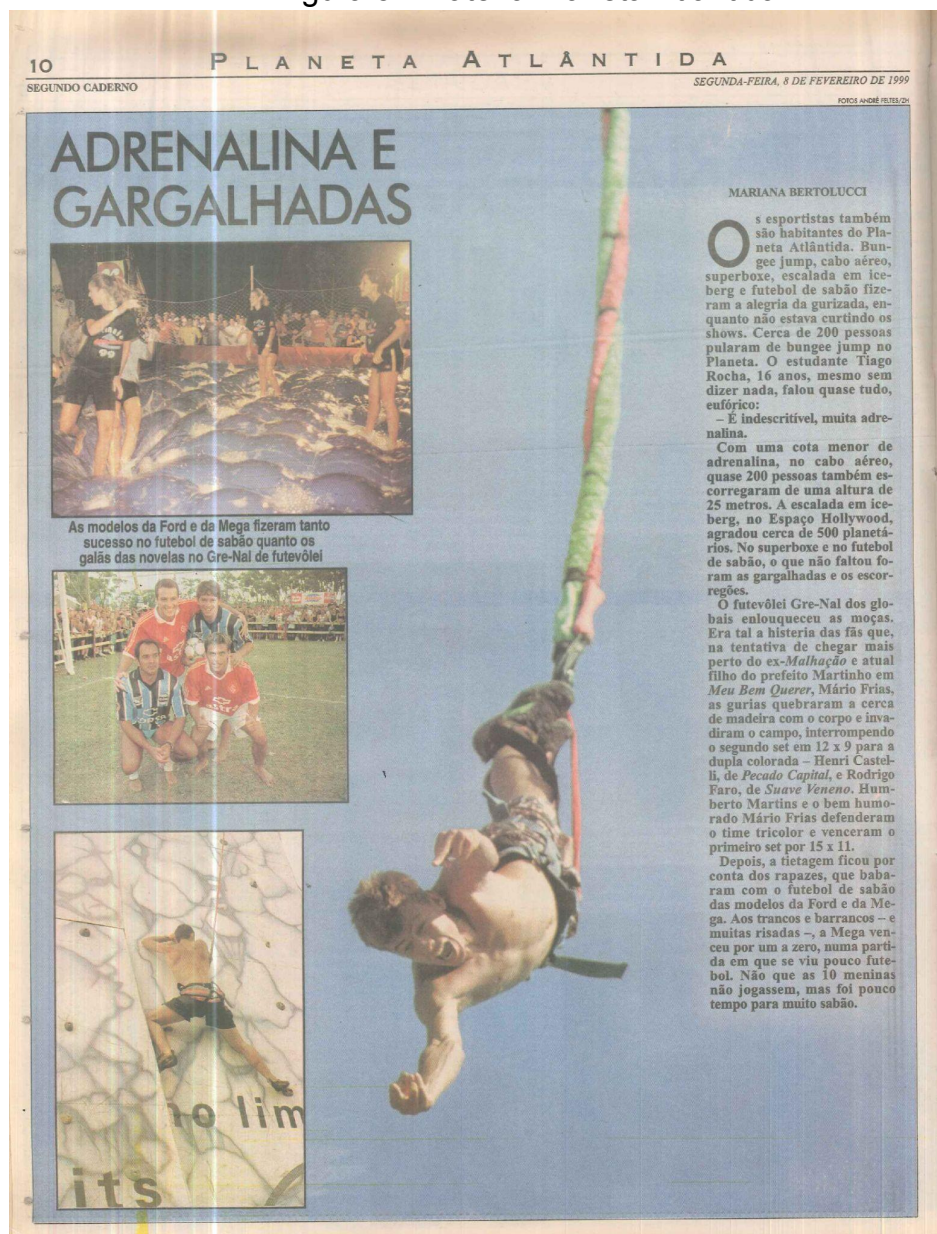 10
PLANETA ATLÂNTIDA
SEGUNDO CADERNO
SEGUNDA-FEIRA, 8 DE FEVEREIRO DE 1999
FOTOS ANDRÉ FELTES/ZH
ADRENALINA E
GARGALHADAS
As modelos da Ford e da Mega fizeram tanto
sucesso no futebol de sabão quanto os
galãs das novelas no Gre-Nal de futevôlei
no lim
its
MARIANA BERTOLUCCI
Os esportistas também
são habitantes do Pla-
neta Atlântida. Bun-
gee jump, cabo aéreo,
superboxe, escalada em ice-
berg e futebol de sabão fize-
ram a alegria da gurizada, en-
quanto não estava curtindo os
shows. Cerca de 200 pessoas
pularam de bungee jump no
Planeta. O estudante Tiago
Rocha, 16 anos, mesmo sem
dizer nada, falou quase tudo,
eufórico:
– É indescritível, muita adre-
nalina.
Com uma cota menor de
adrenalina, no cabo aéreo,
quase 200 pessoas também es-
corregaram de uma altura de
25 metros. A escalada em ice-
berg, no Espaço Hollywood,
agradou cerca de 500 planetá-
rios. No superboxe e no futebol
de sabão, o que não faltou fo-
ram as gargalhadas e os escor-
regões.
O futevôlei Gre-Nal dos glo-
bais enlouqueceu as moças.
Era tal a histeria das fãs que,
na tentativa de chegar mais
perto do ex-Malhação e atual
filho do prefeito Martinho em
Meu Bem Querer, Mário Frias,
as gurias quebraram a cerca
de madeira com o corpo e inva-
diram o campo, interrompendo
o segundo set em 12 x 9 para a
dupla colorada – Henri Castel-
li, de Pecado Capital, e Rodrigo
Faro, de Suave Veneno. Hum-
berto Martins e o bem humo-
rado Mário Frias defenderam
o time tricolor e venceram o
primeiro set por 15 x 11.
Depois, a tietagem ficou por
conta dos rapazes, que baba-
ram com o futebol de sabão
das modelos da Ford e da Me-
ga. Aos trancos e barrancos – e
muitas risadas –, a Mega ven-
ceu por um a zero, numa parti-
da em que se viu pouco fute-
bol. Não que as 10 meninas
não jogassem, mas foi pouco
tempo para muito sabão.